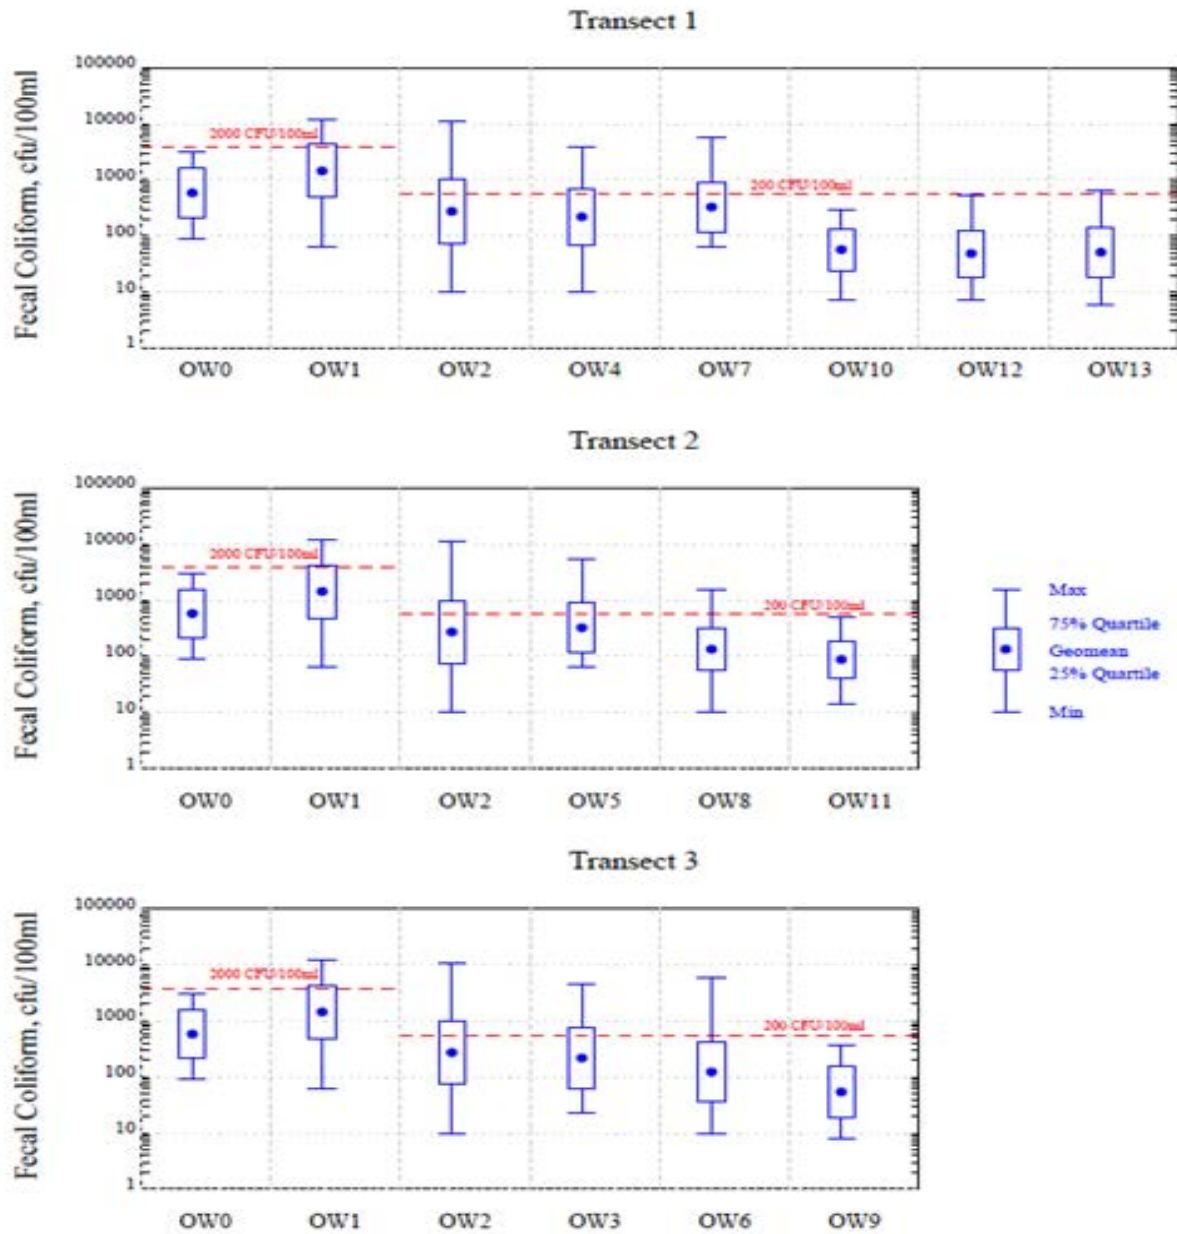 Transect 1
Fecal Coliform, cfu/100ml
100000
10000
1000
100
10
1
2000 CFU/100ml
200 CFU/100ml
OW0 OW1 OW2 OW4 OW7 OW10 OW12 OW13
Transect 2
Fecal Coliform, cfu/100ml
100000
10000
1000
100
10
1
2000 CFU/100ml
200 CFU/100ml
OW0 OW1 OW2 OW5 OW8 OW11
Max
75% Quartile
Geomean
25% Quartile
Min
Transect 3
Fecal Coliform, cfu/100ml
100000
10000
1000
100
10
1
2000 CFU/100ml
200 CFU/100ml
OW0 OW1 OW2 OW3 OW6 OW9